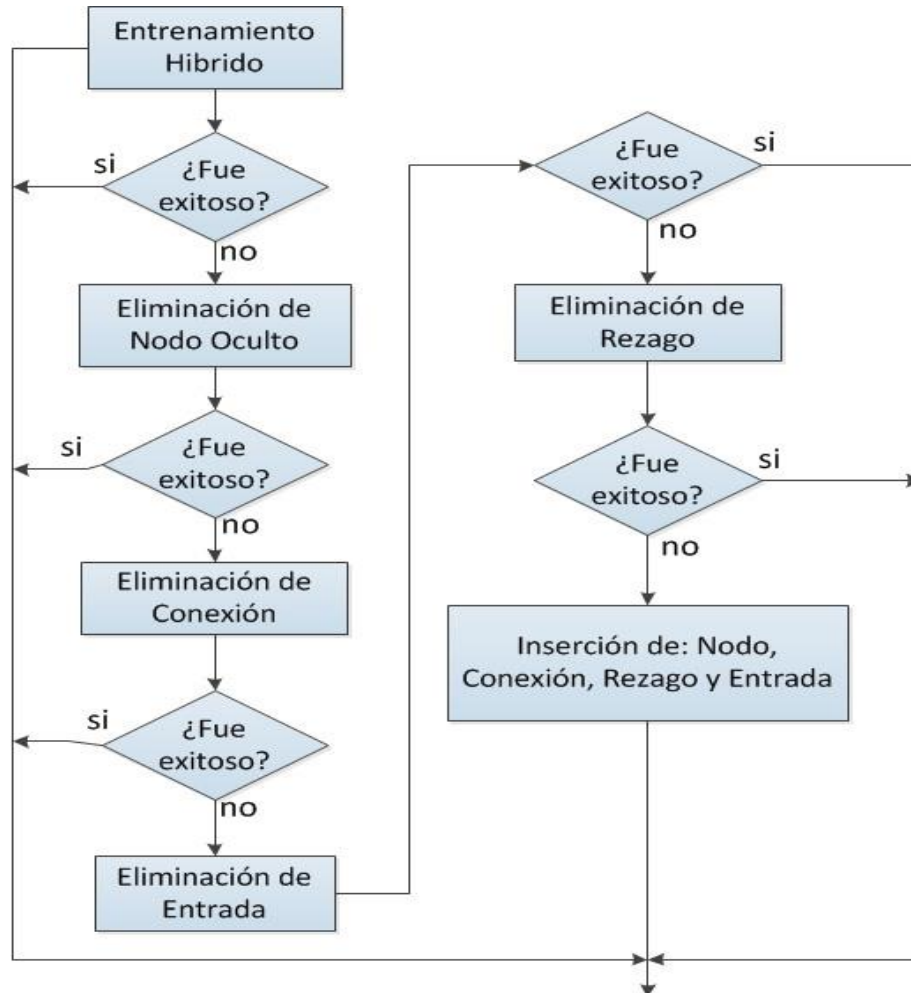 Entrenamiento
Hibrido
si
¿Fue
exitoso?
no
Eliminación de
Nodo Oculto
si
¿Fue
exitoso?
no
Eliminación de
Conexión
si
¿Fue
exitoso?
no
Eliminación de
Entrada
¿Fue
exitoso?
si
no
Eliminación de
Rezago
¿Fue
exitoso?
si
no
Inserción de: Nodo,
Conexión, Rezago y Entrada